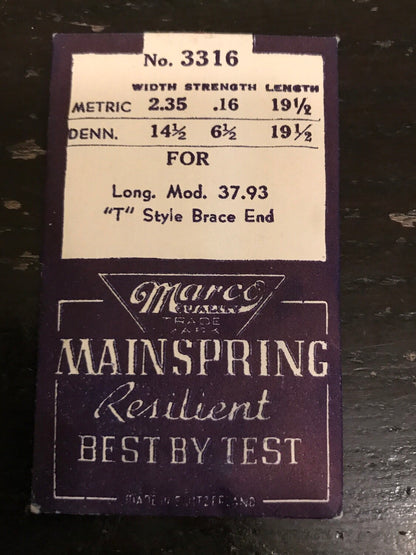 No. 3316
WIDTH STRENGTH LENGTH
METRIC 2.35 .16 19½
DENN. 14½ 6½ 19½
FOR
Long. Mod. 37.93
"T" Style Brace End
Marco
QUALITY
TRADE
MARK
MAINSPRING
Resilient
BEST BY TEST
MADE IN SWITZERLAND